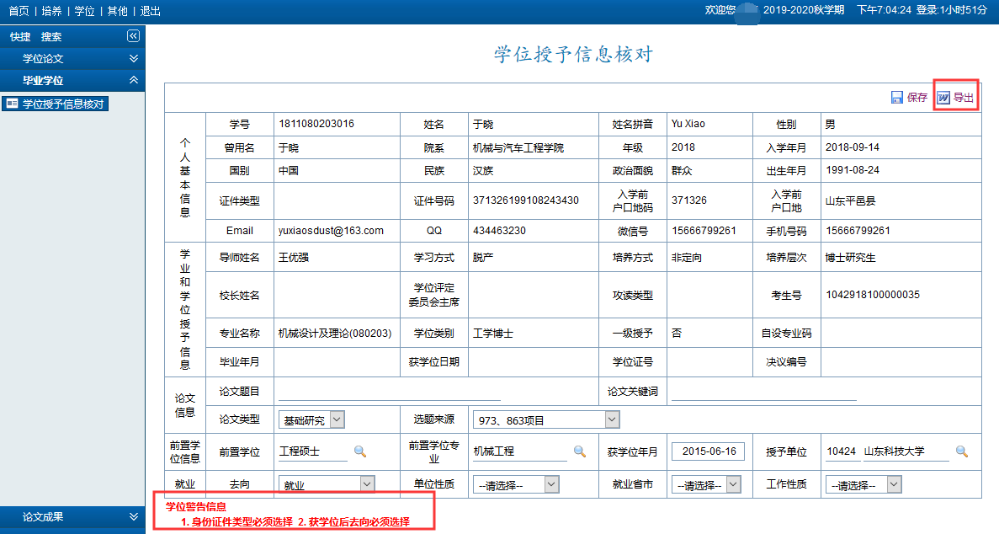 首页 | 培养 | 学位 | 其他 | 退出
欢迎您 2019-2020秋学期 下午7:04:24 登录:1小时51分
快捷 搜索
学位论文
毕业学位
学位授予信息核对
论文成果
学位授予信息核对
保存 导出
个人基本信息
学号 1811080203016 姓名 于晓 姓名拼音 Yu Xiao 性别 男
曾用名 于晓 院系 机械与汽车工程学院 年级 2018 入学年月 2018-09-14
国别 中国 民族 汉族 政治面貌 群众 出生年月 1991-08-24
证件类型 证件号码 371326199108243430 入学前户口地码 371326 入学前户口地 山东平邑县
Email yuxiaosdust@163.com QQ 434463230 微信号 15666799261 手机号码 15666799261
学业和学位授予信息
导师姓名 王优强 学习方式 脱产 培养方式 非定向 培养层次 博士研究生
校长姓名 学位评定委员会主席 攻读类型 考生号 1042918100000035
专业名称 机械设计及理论(080203) 学位类别 工学博士 一级授予 否 自设专业码
毕业年月 获学位日期 学位证号 决议编号
论文信息
论文题目 论文关键词
论文类型 基础研究 选题来源 973、863项目
前置学位信息 前置学位 工程硕士 前置学位专业 机械工程 获学位年月 2015-06-16 授予单位 10424 山东科技大学
就业 去向 就业 单位性质 --请选择-- 就业省市 --请选择-- 工作性质 --请选择--
学位警告信息
1. 身份证件类型必须选择 2. 获学位后去向必须选择